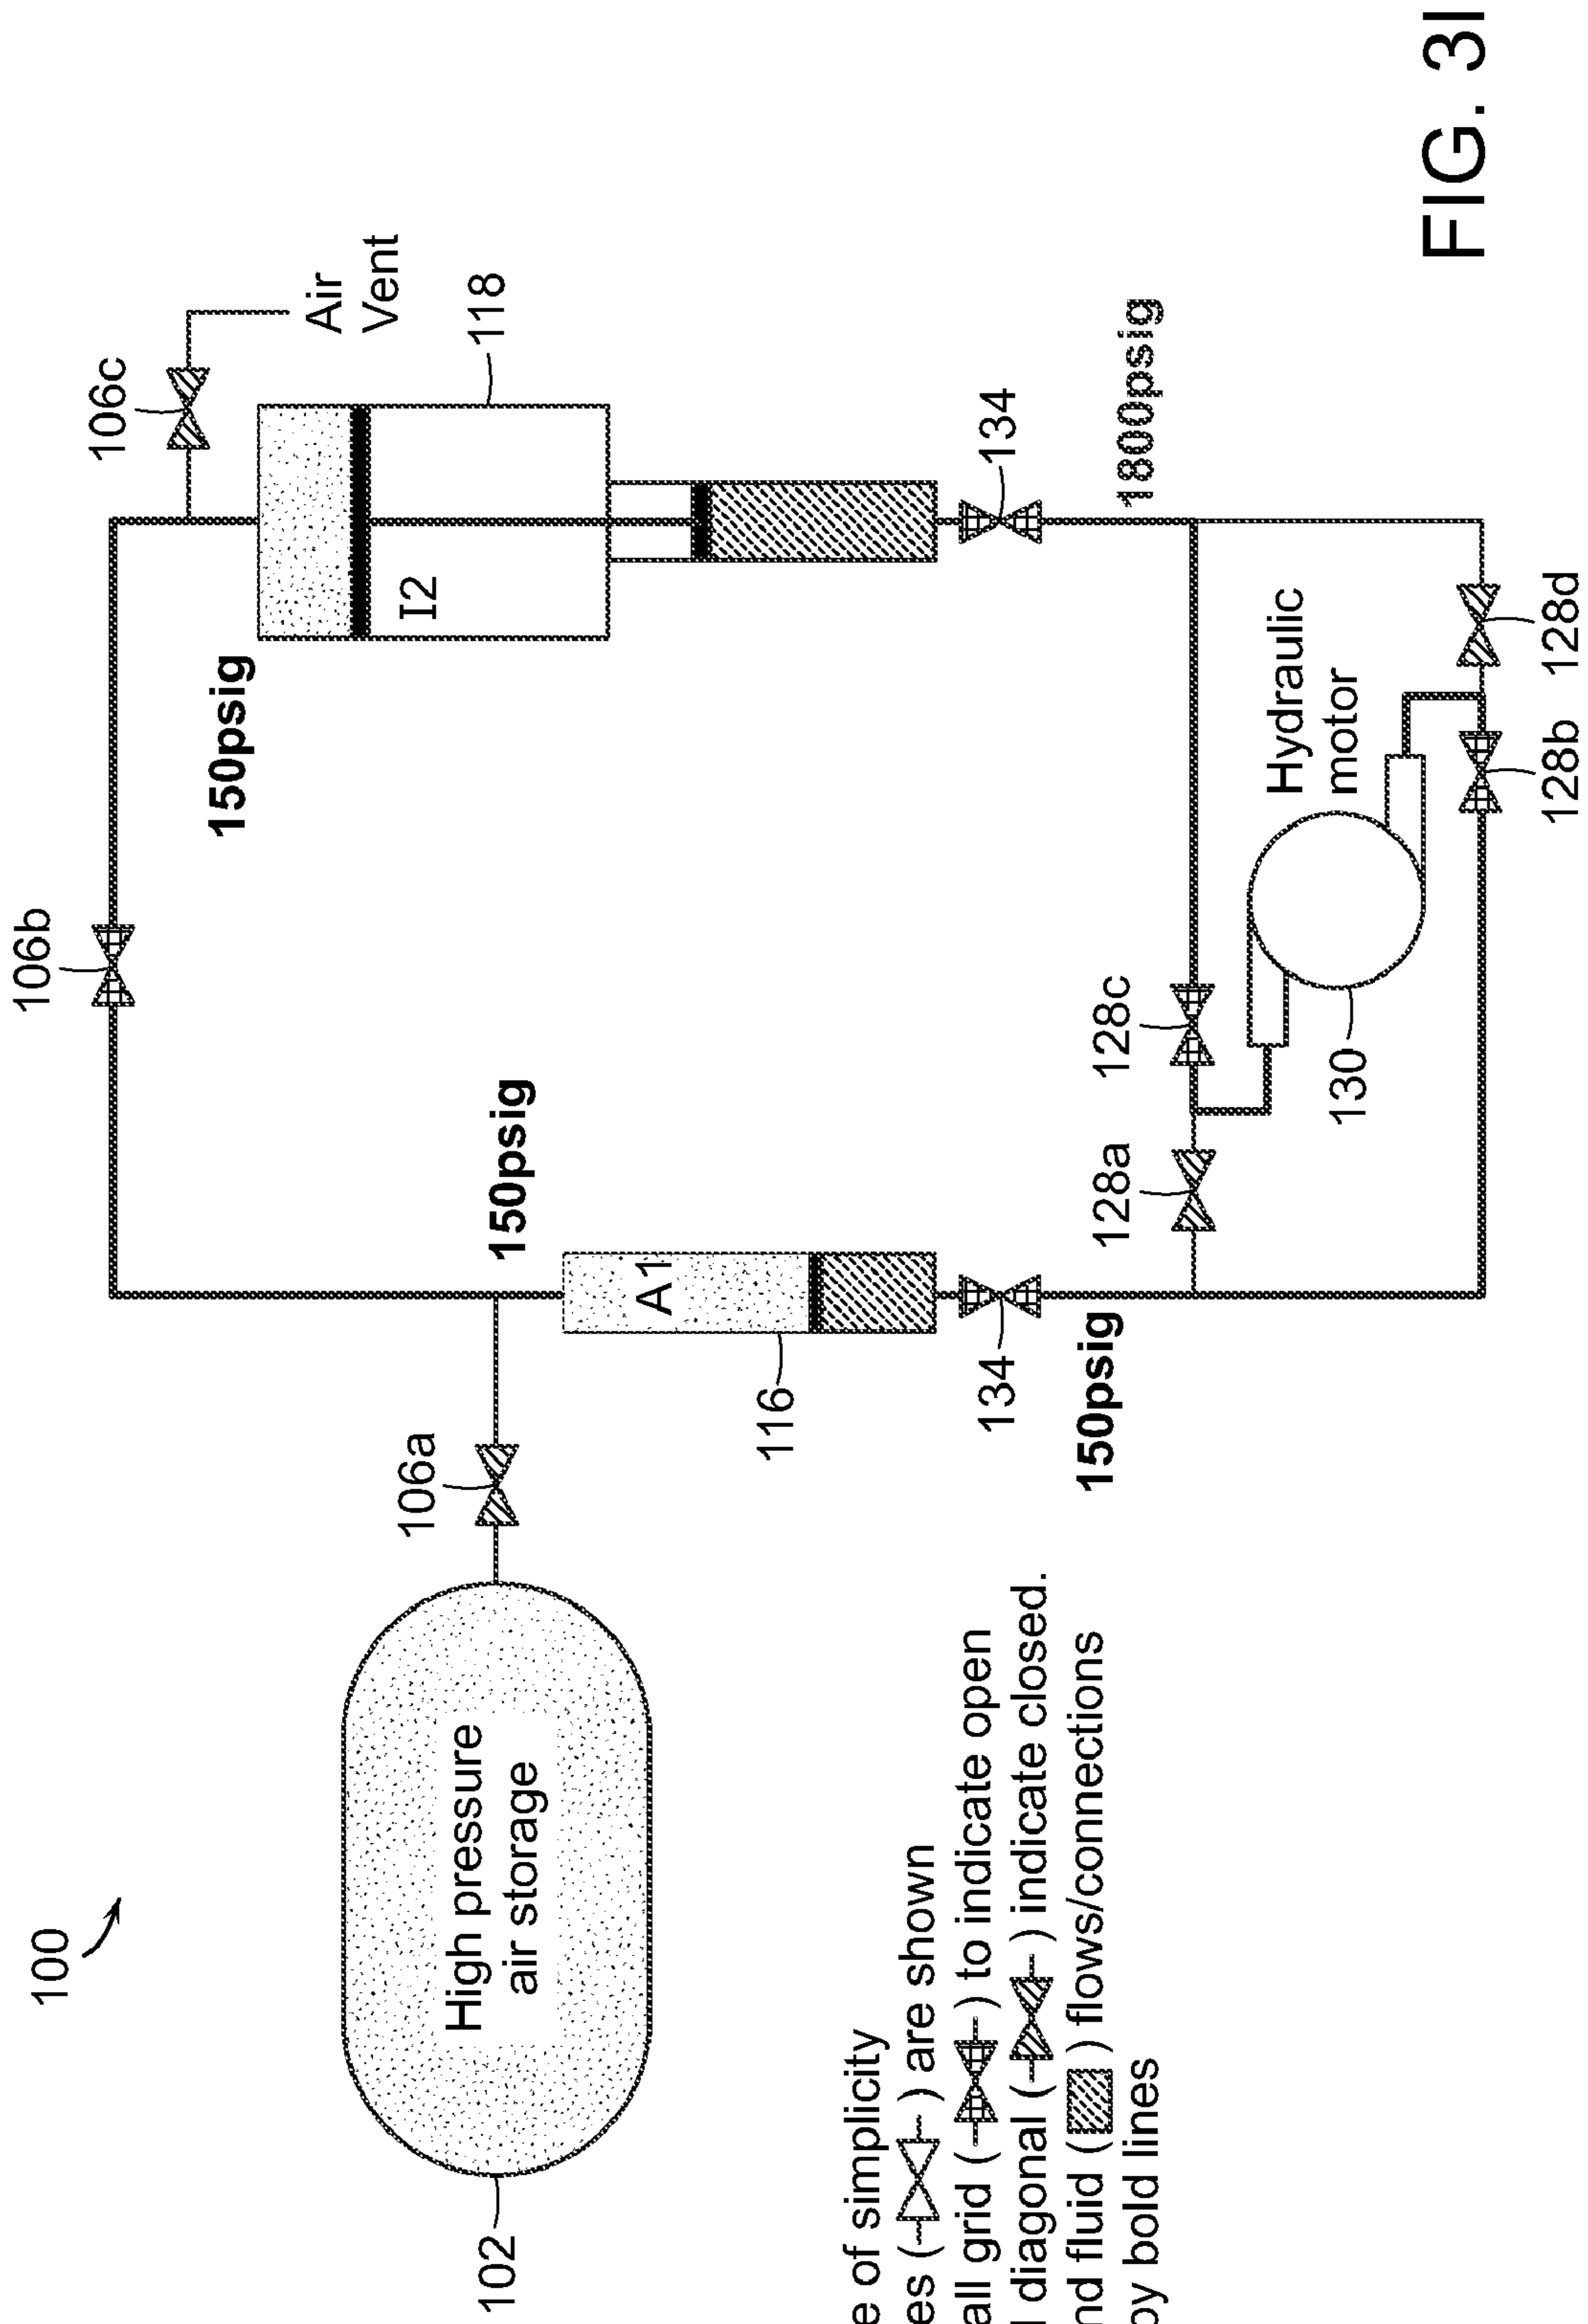 100
106b
106c
Air
Vent
150psig
118
I2
106a
150psig
102
High pressure
air storage
A1
116
134
134
150psig
1800psig
128a
128c
Hydraulic
motor
130
128b
128d
e of simplicity
es ( ) are shown
all grid ( ) to indicate open
l diagonal ( ) indicate closed.
nd fluid ( ) flows/connections
by bold lines
FIG. 3I